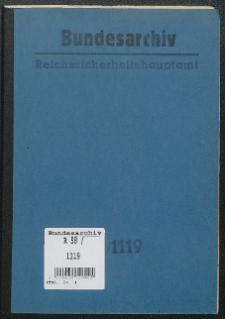 Bundesarchiv
Reichssicherheitshauptamt
/1119
Bundesarchiv
R 58 /
1119